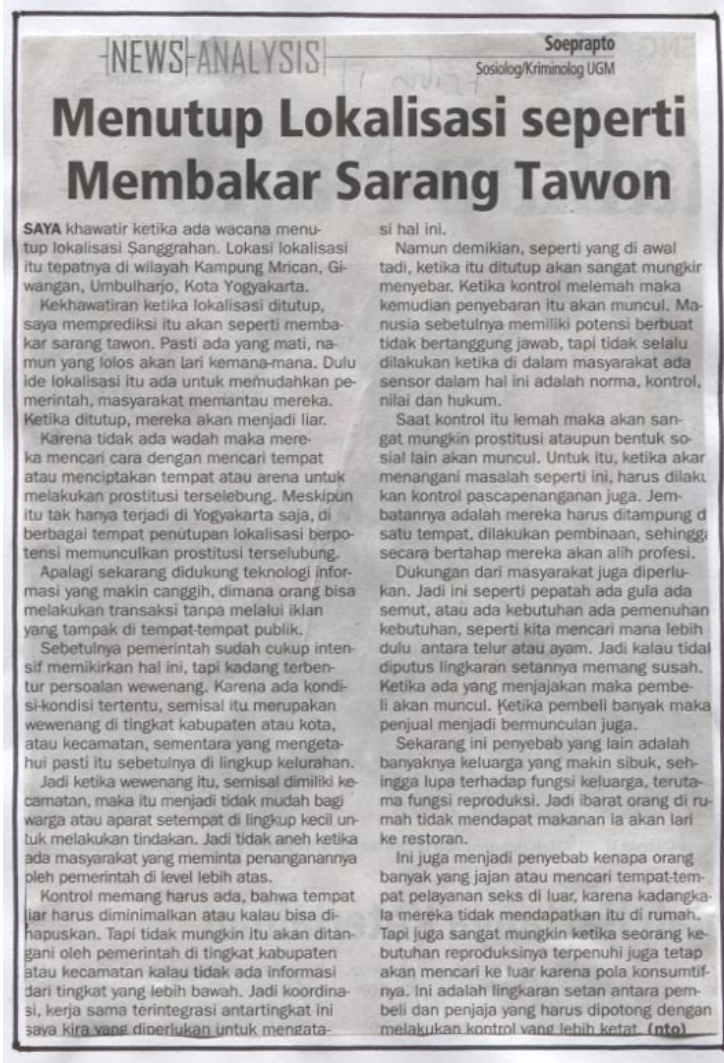 NEWS ANALYSIS
Soeprapto
Sosiolog/Kriminolog UGM
Menutup Lokalisasi seperti
Membakar Sarang Tawon
SAYA khawatir ketika ada wacana menu-
tup lokalisasi Sanggrahan. Lokasi lokalisasi
itu tepatnya di wilayah Kampung Mrican, Gi-
wangan, Umbulharjo, Kota Yogyakarta.
Kekhawatiran ketika lokalisasi ditutup,
saya memprediksi itu akan seperti memba-
kar sarang tawon. Pasti ada yang mati, na-
mun yang lolos akan lari kemana-mana. Dulu
ide lokalisasi itu ada untuk memudahkan pe-
merintah, masyarakat memantau mereka.
Ketika ditutup, mereka akan menjadi liar.
Karena tidak ada wadah maka mere-
ka mencari cara dengan mencari tempat
atau menciptakan tempat atau arena untuk
melakukan prostitusi terselebung. Meskipun
itu tak hanya terjadi di Yogyakarta saja, di
berbagai tempat penutupan lokalisasi berpo-
tensi memunculkan prostitusi terselubung.
Apalagi sekarang didukung teknologi infor-
masi yang makin canggih, dimana orang bisa
melakukan transaksi tanpa melalui iklan
yang tampak di tempat-tempat publik.
Sebetulnya pemerintah sudah cukup inten-
sif memikirkan hal ini, tapi kadang terben-
tur persoalan wewenang. Karena ada kondi-
si-kondisi tertentu, semisal itu merupakan
wewenang di tingkat kabupaten atau kota,
atau kecamatan, sementara yang mengeta-
hui pasti itu sebetulnya di lingkup kelurahan.
Jadi ketika wewenang itu, semisal dimiliki ke-
camatan, maka itu menjadi tidak mudah bagi
warga atau aparat setempat di lingkup kecil un-
tuk melakukan tindakan. Jadi tidak aneh ketika
ada masyarakat yang meminta penanganannya
oleh pemerintah di level lebih atas.
Kontrol memang harus ada, bahwa tempat
liar harus diminimalkan atau kalau bisa di-
hapuskan. Tapi tidak mungkin itu akan ditan-
gani oleh pemerintah di tingkat kabupaten
atau kecamatan kalau tidak ada informasi
dari tingkat yang lebih bawah. Jadi koordina-
si, kerja sama terintegrasi antartingkat ini
saya kira yang diperlukan untuk mengata-
si hal ini.
Namun demikian, seperti yang di awal
tadi, ketika itu ditutup akan sangat mungkir
menyebar. Ketika kontrol melemah maka
kemudian penyebaran itu akan muncul. Ma-
nusia sebetulnya memiliki potensi berbuat
tidak bertanggung jawab, tapi tidak selalu
dilakukan ketika di dalam masyarakat ada
sensor dalam hal ini adalah norma, kontrol,
nilai dan hukum.
Saat kontrol itu lemah maka akan san-
gat mungkin prostitusi ataupun bentuk so-
sial lain akan muncul. Untuk itu, ketika akar
menangani masalah seperti ini, harus dilaku
kan kontrol pascapenanganan juga. Jem-
batannya adalah mereka harus ditampung d
satu tempat, dilakukan pembinaan, sehingga
secara bertahap mereka akan alih profesi.
Dukungan dari masyarakat juga diperlu-
kan. Jadi ini seperti pepatah ada gula ada
semut, atau ada kebutuhan ada pemenuhan
kebutuhan, seperti kita mencari mana lebih
dulu antara telur atau ayam. Jadi kalau tidal
diputus lingkaran setannya memang susah.
Ketika ada yang menjajakan maka pembe-
li akan muncul. Ketika pembeli banyak maka
penjual menjadi bermunculan juga.
Sekarang ini penyebab yang lain adalah
banyaknya keluarga yang makin sibuk, seh-
ingga lupa terhadap fungsi keluarga, teruta-
ma fungsi reproduksi. Jadi ibarat orang di ru-
mah tidak mendapat makanan ia akan lari
ke restoran.
Ini juga menjadi penyebab kenapa orang
banyak yang jajan atau mencari tempat-tem-
pat pelayanan seks di luar, karena kadangka-
la mereka tidak mendapatkan itu di rumah.
Tapi juga sangat mungkin ketika seorang ke-
butuhan reproduksinya terpenuhi juga tetap
akan mencari ke luar karena pola konsumtif-
nya. Ini adalah lingkaran setan antara pem-
beli dan penjaja yang harus dipotong dengan
melakukan kontrol yang lebih ketat. (nto)